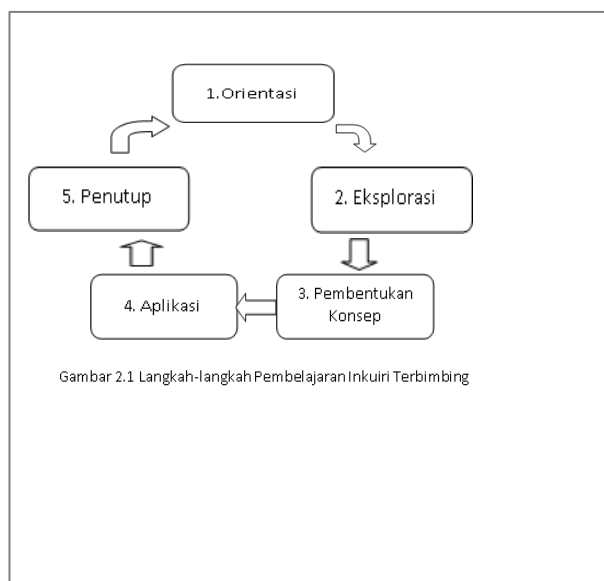 1.Orientasi
2. Eksplorasi
3. Pembentukan
Konsep
4. Aplikasi
5. Penutup
Gambar 2.1 Langkah-langkah Pembelajaran Inkuiri Terbimbing